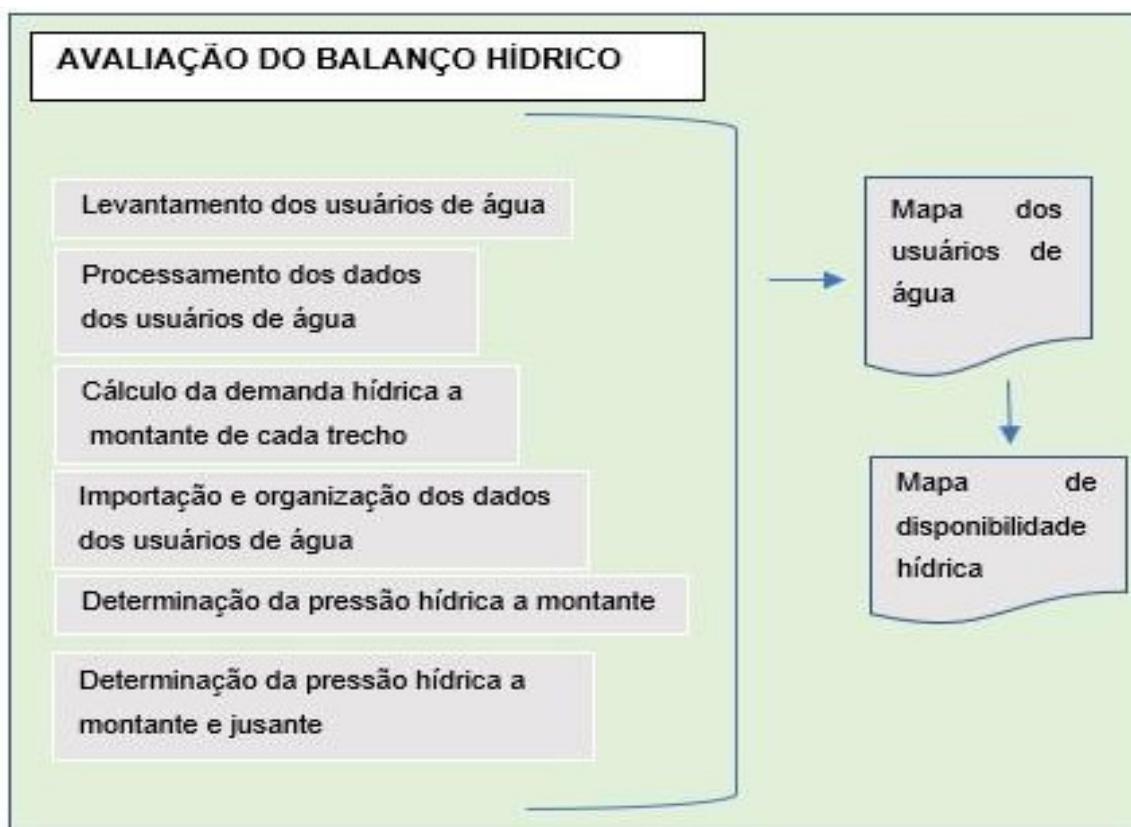 AVALIAÇÃO DO BALANÇO HÍDRICO
Levantamento dos usuários de água
Processamento dos dados
dos usuários de água
Cálculo da demanda hídrica a
montante de cada trecho
Importação e organização dos dados
dos usuários de água
Determinação da pressão hídrica a montante
Determinação da pressão hídrica a
montante e jusante
Mapa dos
usuários de
água
Mapa de
disponibilidade
hídrica